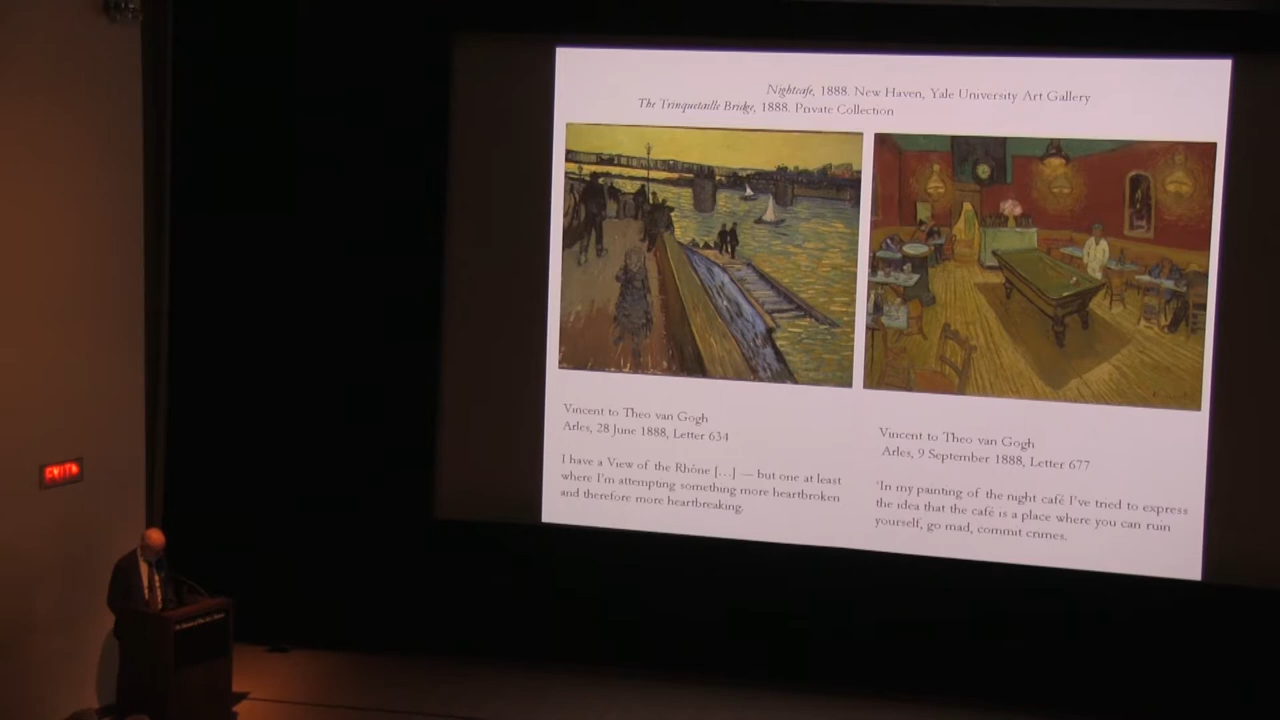 Nightcafe, 1888. New Haven, Yale University Art Gallery
The Trinquetaille Bridge, 1888. Private Collection
Vincent to Theo van Gogh
Arles, 28 June 1888, Letter 634
I have a View of the Rhône [...] — but one at least
where I'm attempting something more heartbroken
and therefore more heartbreaking.
Vincent to Theo van Gogh
Arles, 9 September 1888, Letter 677
'In my painting of the night café I've tried to express
the idea that the café is a place where you can ruin
yourself, go mad, commit crimes.